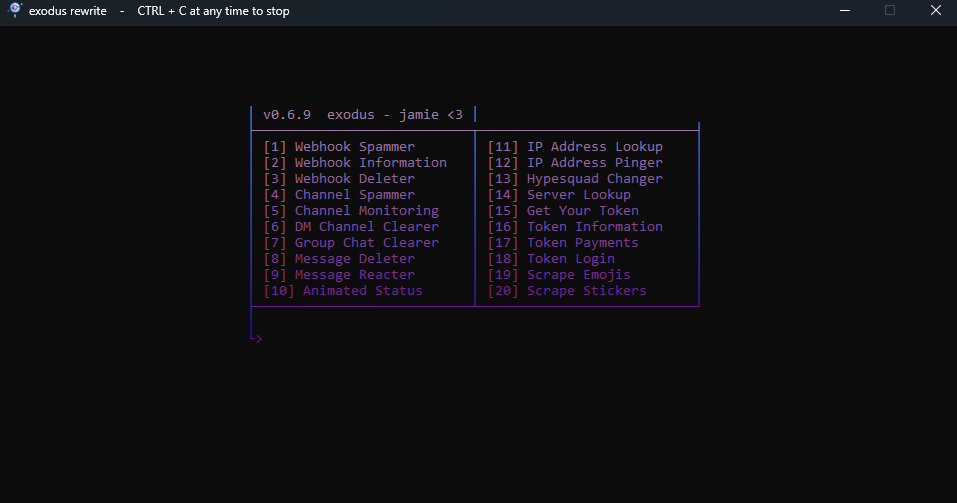 exodus rewrite - CTRL + C at any time to stop
v0.6.9 exodus - jamie <3
[1] Webhook Spammer
[2] Webhook Information
[3] Webhook Deleter
[4] Channel Spammer
[5] Channel Monitoring
[6] DM Channel Clearer
[7] Group Chat Clearer
[8] Message Deleter
[9] Message Reacter
[10] Animated Status
[11] IP Address Lookup
[12] IP Address Pinger
[13] Hypesquad Changer
[14] Server Lookup
[15] Get Your Token
[16] Token Information
[17] Token Payments
[18] Token Login
[19] Scrape Emojis
[20] Scrape Stickers
└>